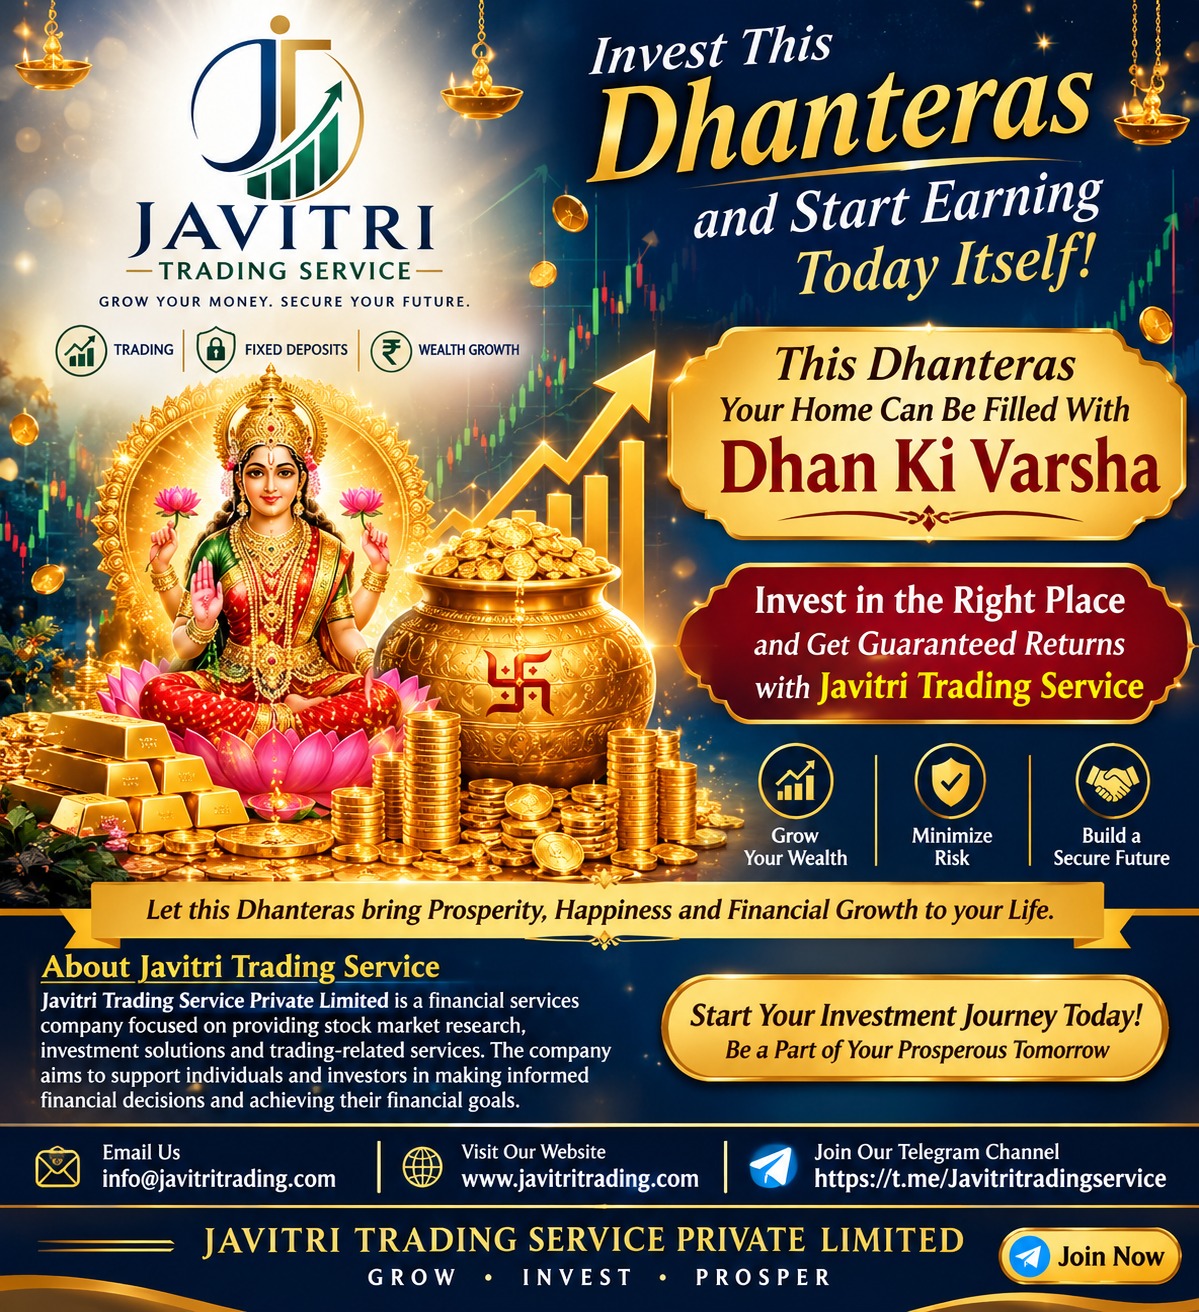 JAVITRI
TRADING SERVICE
GROW YOUR MONEY. SECURE YOUR FUTURE.
TRADING
FIXED DEPOSITS
WEALTH GROWTH
Invest This
Dhanteras
and Start Earning
Today Itself!
This Dhanteras
Your Home Can Be Filled With
Dhan Ki Varsha
Invest in the Right Place
and Get Guaranteed Returns
with Javitri Trading Service
Grow
Your Wealth
Minimize
Risk
Build a
Secure Future
Let this Dhanteras bring Prosperity, Happiness and Financial Growth to your Life.
About Javitri Trading Service
Javitri Trading Service Private Limited is a financial services
company focused on providing stock market research,
investment solutions and trading-related services. The company
aims to support individuals and investors in making informed
financial decisions and achieving their financial goals.
Start Your Investment Journey Today!
Be a Part of Your Prosperous Tomorrow
Email Us
info@javitritrading.com
Visit Our Website
www.javitritrading.com
Join Our Telegram Channel
https://t.me/Javitritradingservice
JAVITRI TRADING SERVICE PRIVATE LIMITED
GROW • INVEST • PROSPER
Join Now